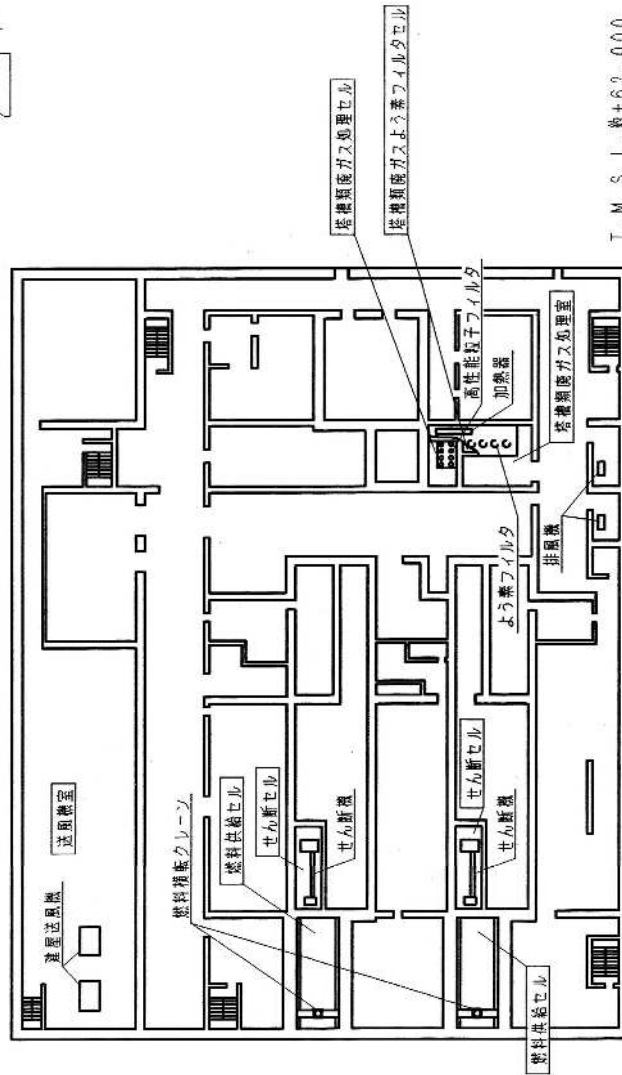 建屋送風機
送風機室
燃料横転クレーン
燃料供給セル
せん断セル
せん断機
燃料供給セル
せん断機
せん断セル
塔槽類廃ガス処理セル
塔槽類廃ガスよう素フィルタセル
高性能粒子フィルタ
加熱器
塔槽類廃ガス処理室
よう素フィルタ
排風機
T.M.S.L.約+62,000